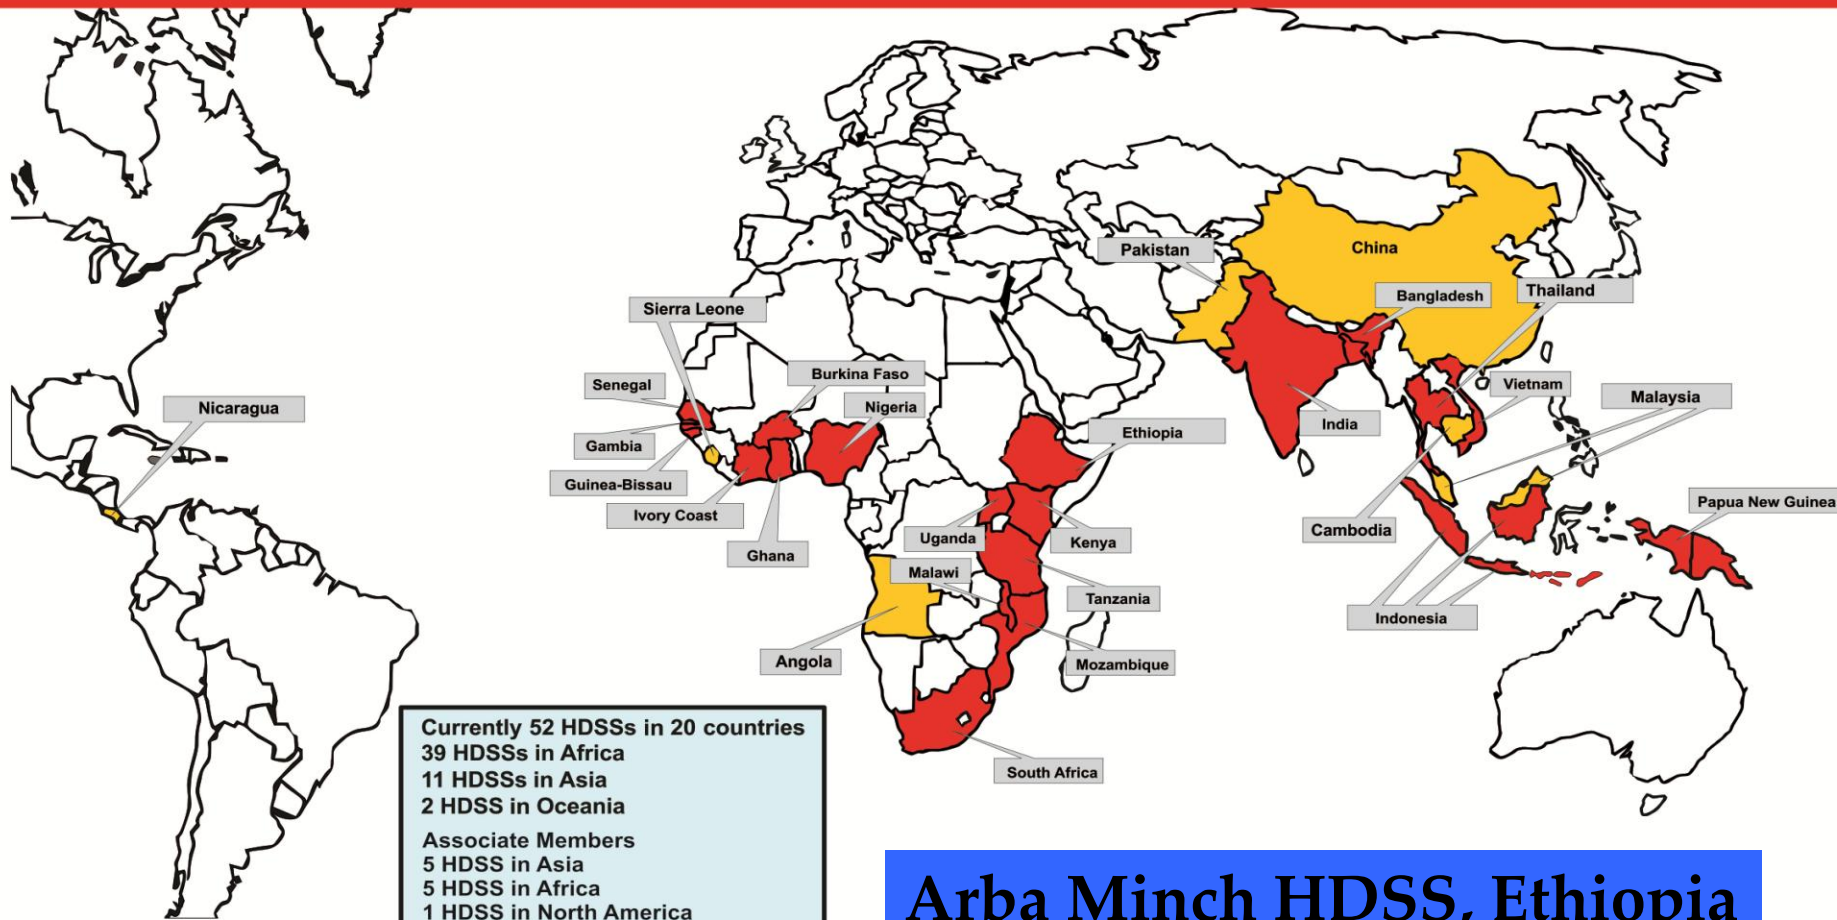 Pakistan
China
Bangladesh
Thailand
Sierra Leone
Senegal
Burkina Faso
Nigeria
Nicaragua
Vietnam
Malaysia
India
Ethiopia
Gambia
Guinea-Bissau
Ivory Coast
Ghana
Uganda
Kenya
Cambodia
Papua New Guinea
Malawi
Tanzania
Indonesia
Angola
Mozambique
South Africa
Currently 52 HDSSs in 20 countries
39 HDSSs in Africa
11 HDSSs in Asia
2 HDSS in Oceania
Associate Members
5 HDSS in Asia
5 HDSS in Africa
1 HDSS in North America
Arba Minch HDSS, Ethiopia